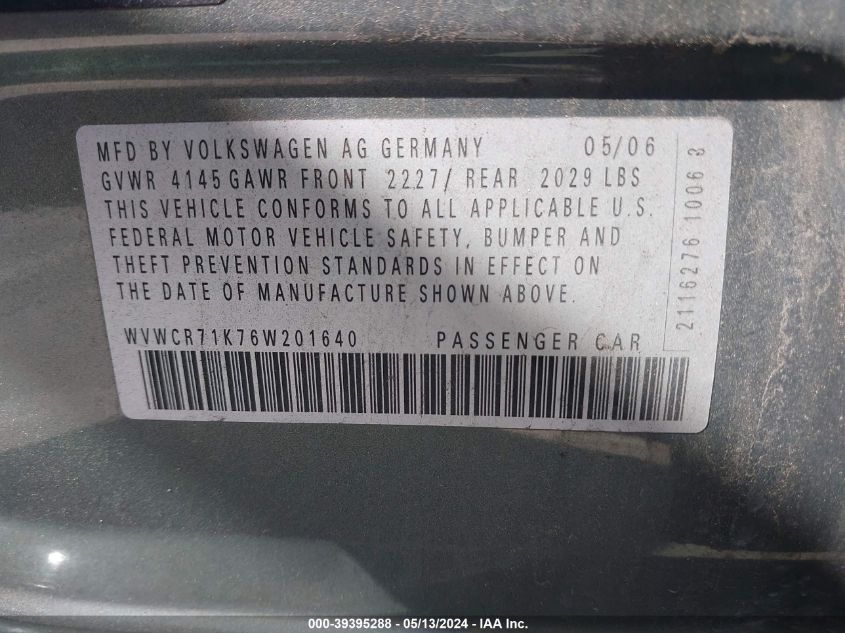 MFD BY VOLKSWAGEN AG GERMANY 05/06
GVWR 4145 GAWR FRONT 2227/ REAR 2029 LBS
THIS VEHICLE CONFORMS TO ALL APPLICABLE U.S.
FEDERAL MOTOR VEHICLE SAFETY, BUMPER AND
THEFT PREVENTION STANDARDS IN EFFECT ON
THE DATE OF MANUFACTURE SHOWN ABOVE.
WVWCR71K76W201640 PASSENGER CAR
2116276 1006 8
000-39395288 - 05/13/2024 - IAA Inc.